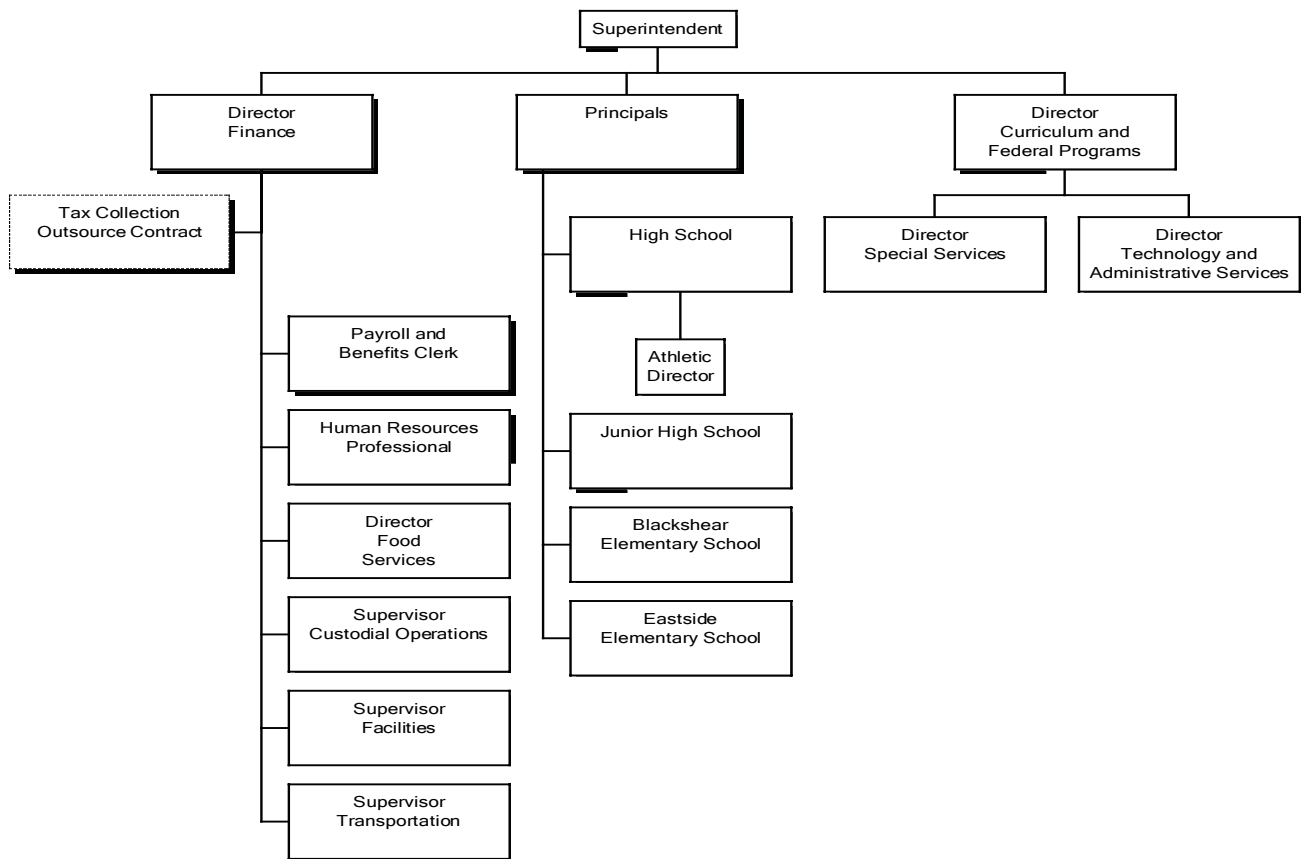 Superintendent
Director
Finance
Principals
Director
Curriculum and
Federal Programs
Tax Collection
Outsource Contract
High School
Director
Special Services
Director
Technology and
Administrative Services
Payroll and
Benefits Clerk
Athletic
Director
Human Resources
Professional
Junior High School
Director
Food
Services
Blackshear
Elementary School
Supervisor
Custodial Operations
Eastside
Elementary School
Supervisor
Facilities
Supervisor
Transportation